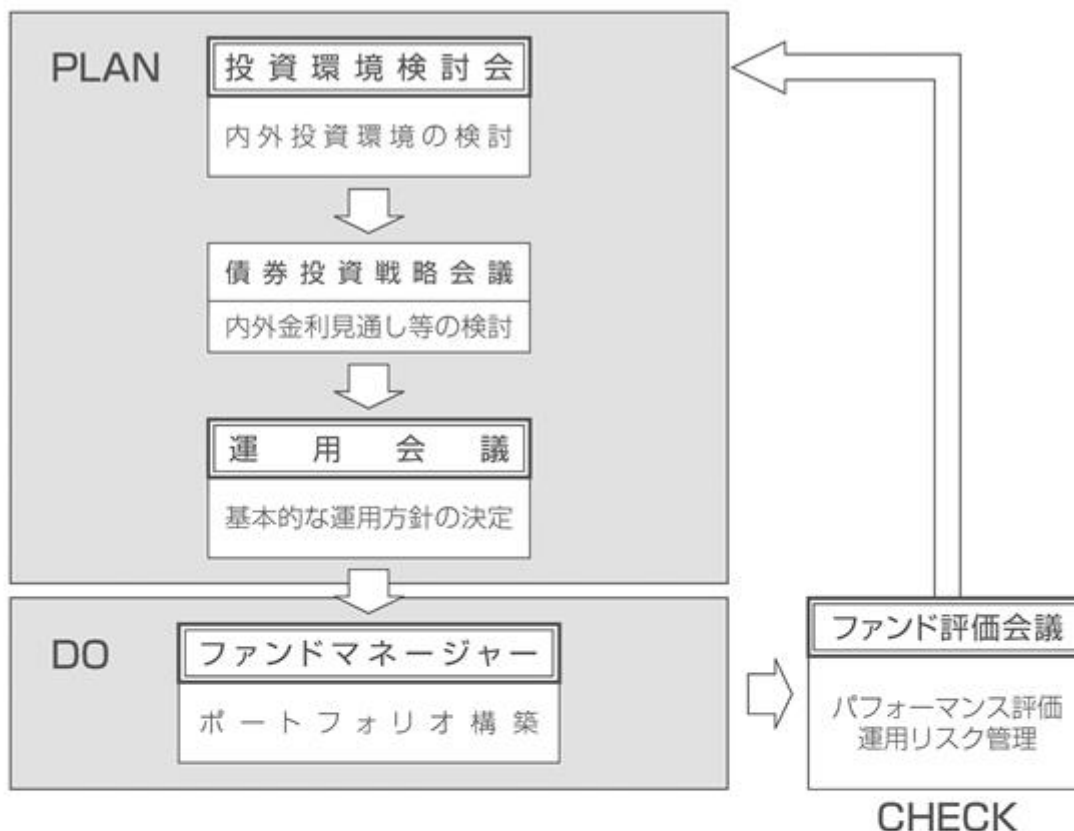 PLAN
投資環境検討会
内外投資環境の検討
債券投資戦略会議
内外金利見通し等の検討
運用会議
基本的な運用方針の決定
DO
ファンドマネージャー
ポートフォリオ構築
ファンド評価会議
パフォーマンス評価
運用リスク管理
CHECK